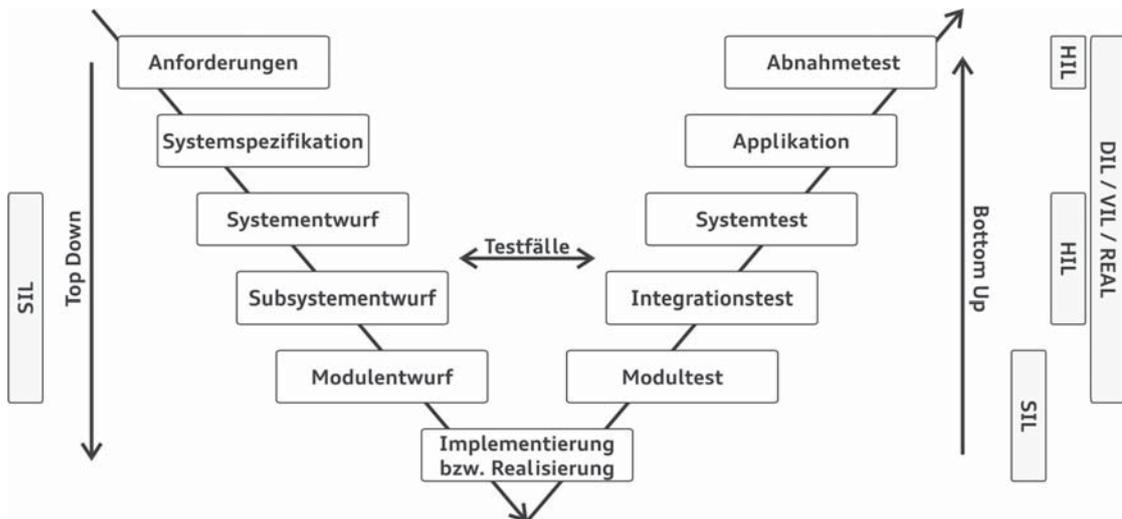 Anforderungen
Abnahmetest
HIL
Systemspezifikation
Applikation
DIL / VIL / REAL
Systementwurf
Systemtest
Top Down
Testfälle
Bottom Up
HIL
SIL
Subsystementwurf
Integrationstest
Modulentwurf
Modultest
SIL
Implementierung
bzw. Realisierung